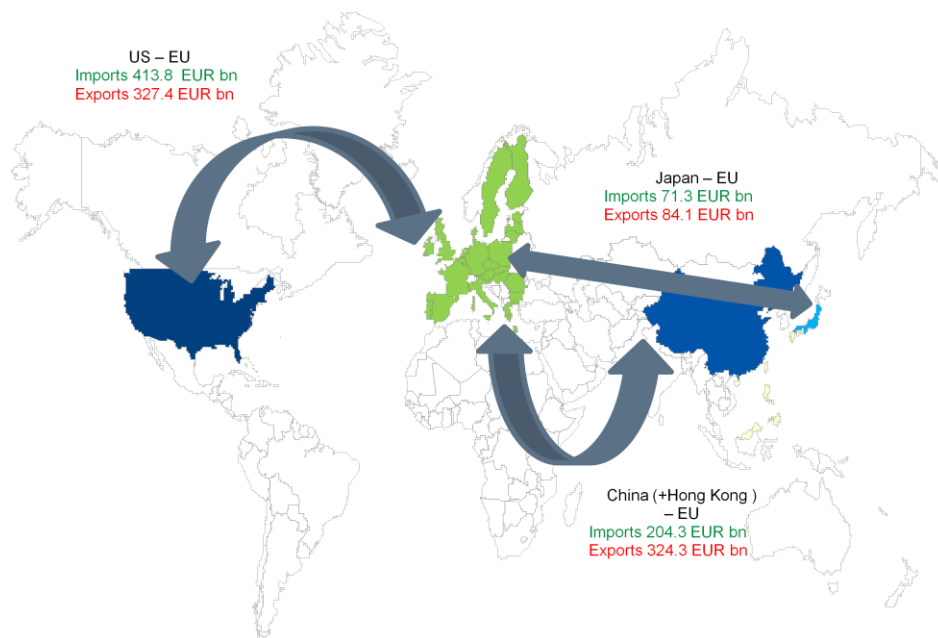 US – EU
Imports 413.8 EUR bn
Exports 327.4 EUR bn
Japan – EU
Imports 71.3 EUR bn
Exports 84.1 EUR bn
China (+Hong Kong )
– EU
Imports 204.3 EUR bn
Exports 324.3 EUR bn